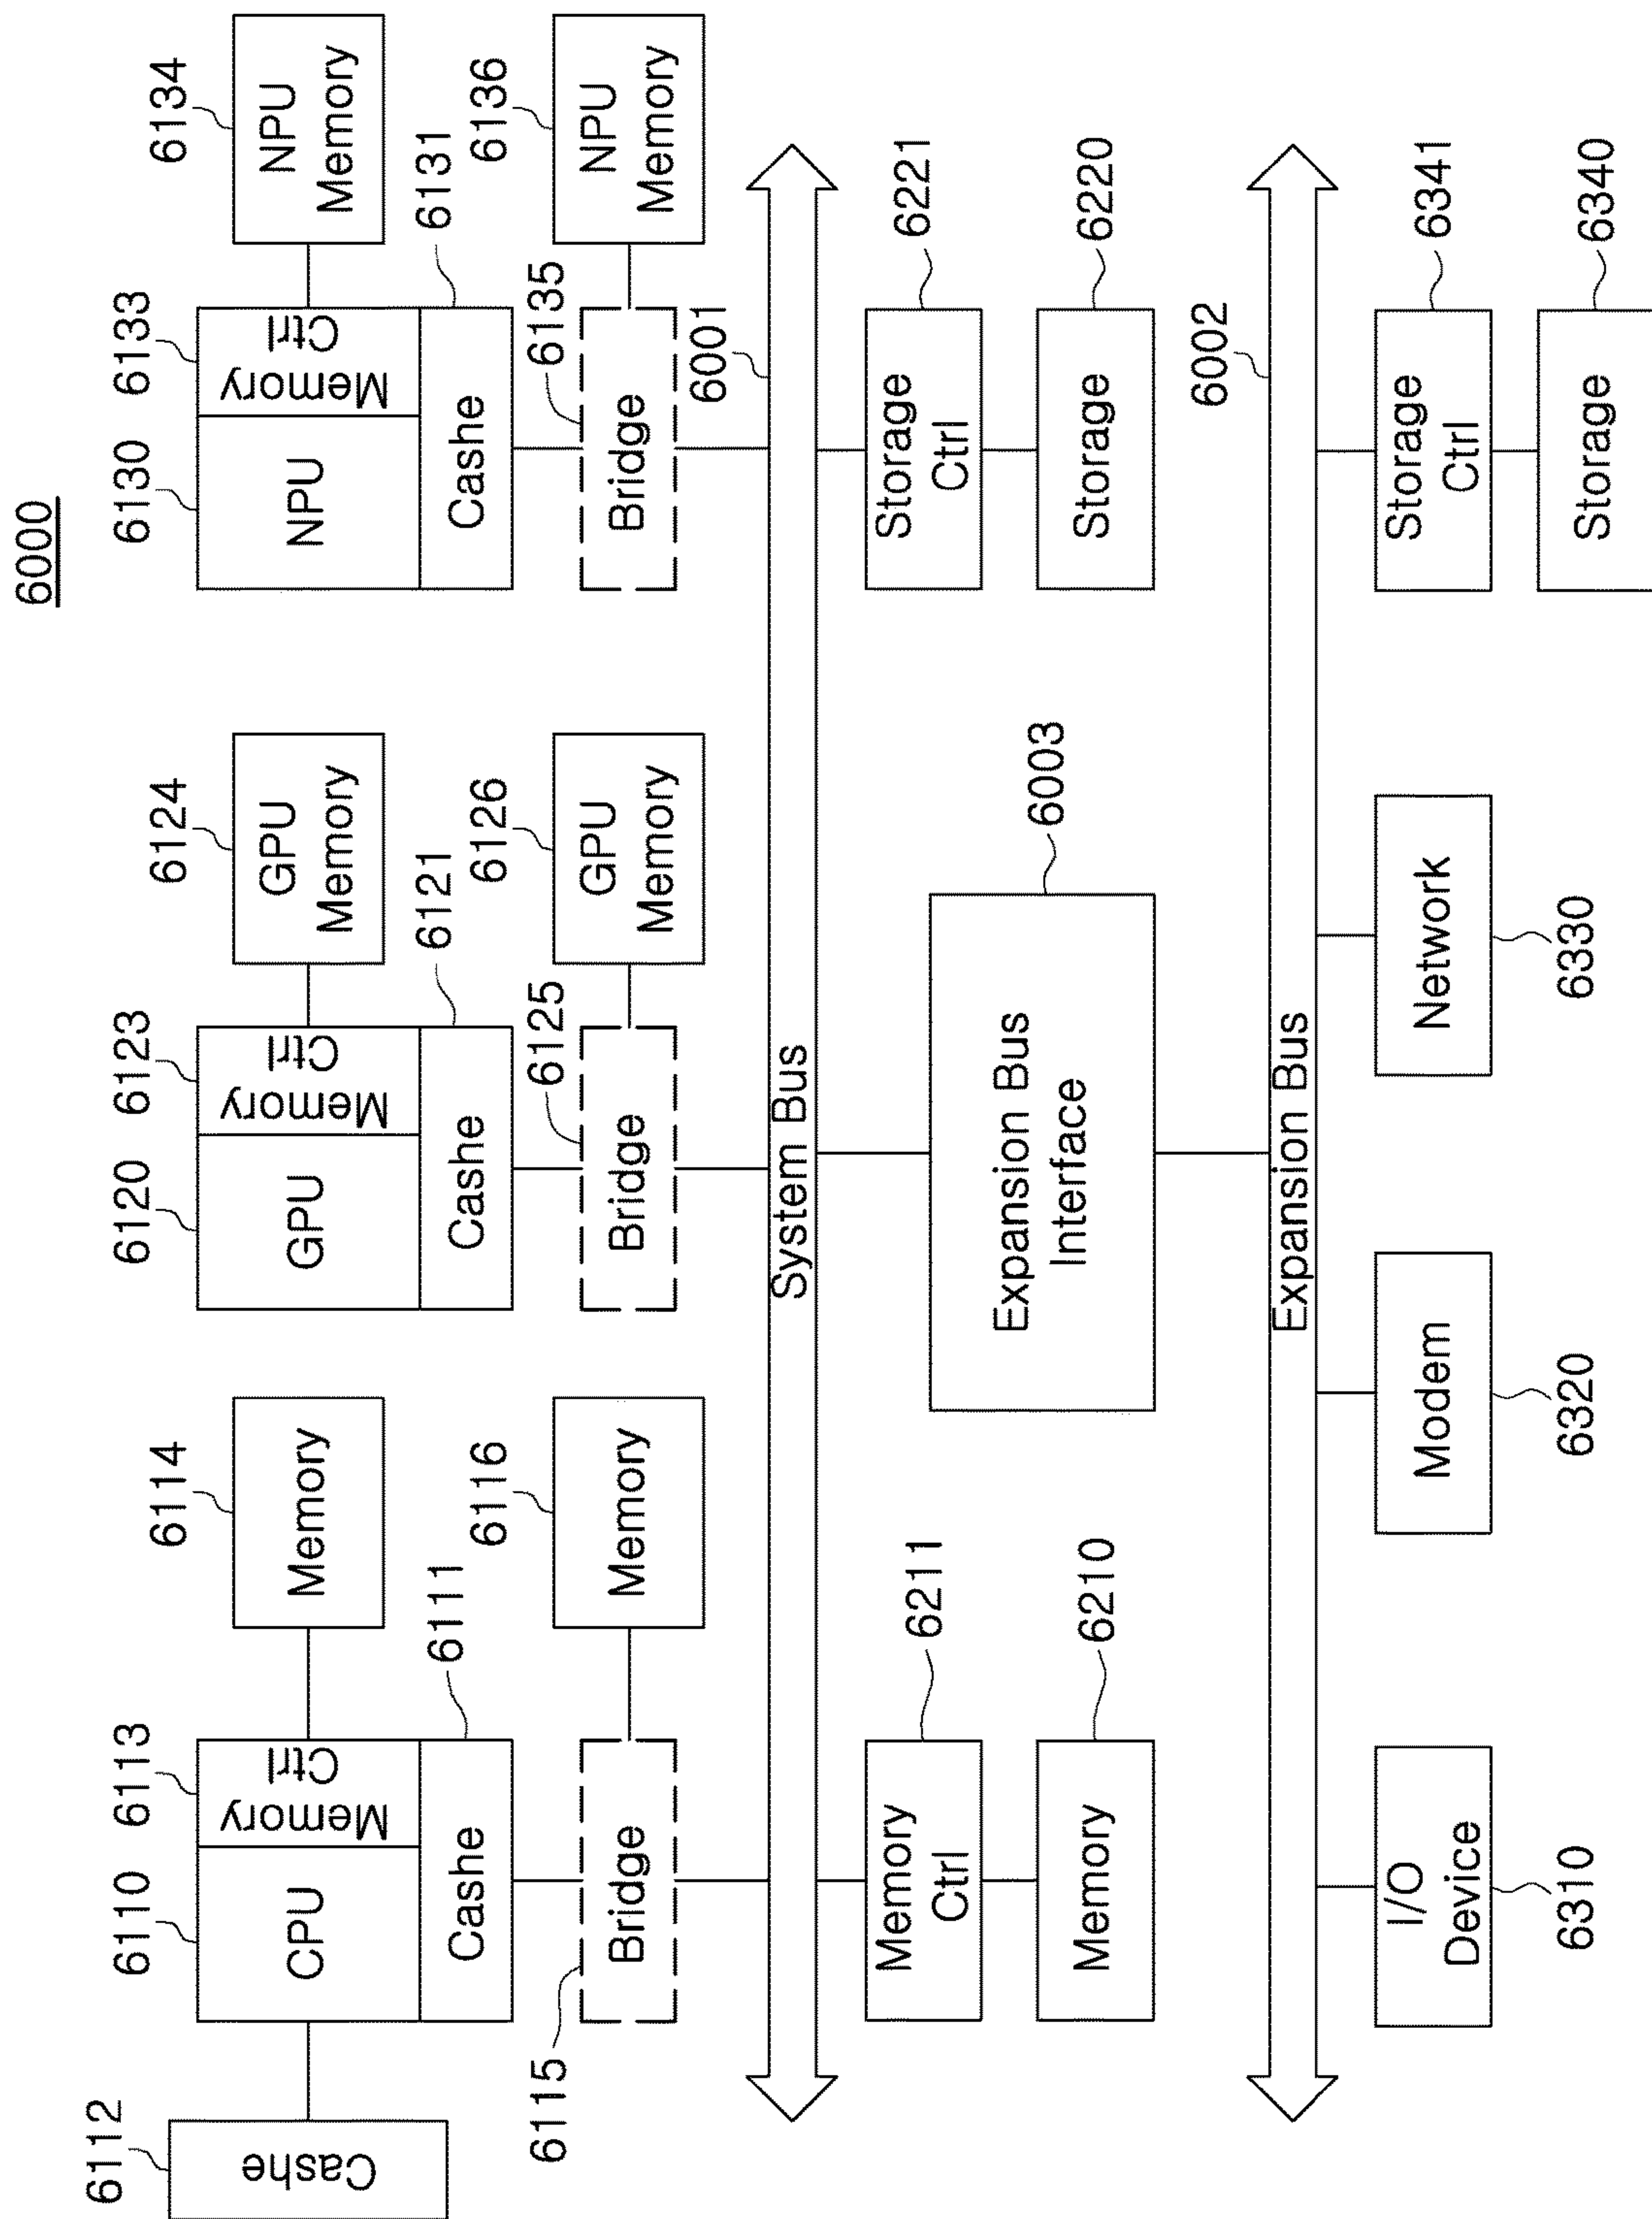 6000
6112
Cashe
6110
CPU
6113
Memory
Ctrl
6114
Memory
6111
Cashe
6115
Bridge
6116
Memory
6120
GPU
6123
Memory
Ctrl
6124
GPU
Memory
6121
Cashe
6125
Bridge
6126
GPU
Memory
6130
NPU
6133
Memory
Ctrl
6134
NPU
Memory
6131
Cashe
6135
Bridge
6136
NPU
Memory
6001
System Bus
Memory
Ctrl
6211
Memory
6210
Expansion Bus
Interface
6003
Storage
Ctrl
6221
Storage
6220
6002
Expansion Bus
I/O
Device
6310
Modem
6320
Network
6330
Storage
Ctrl
6341
Storage
6340